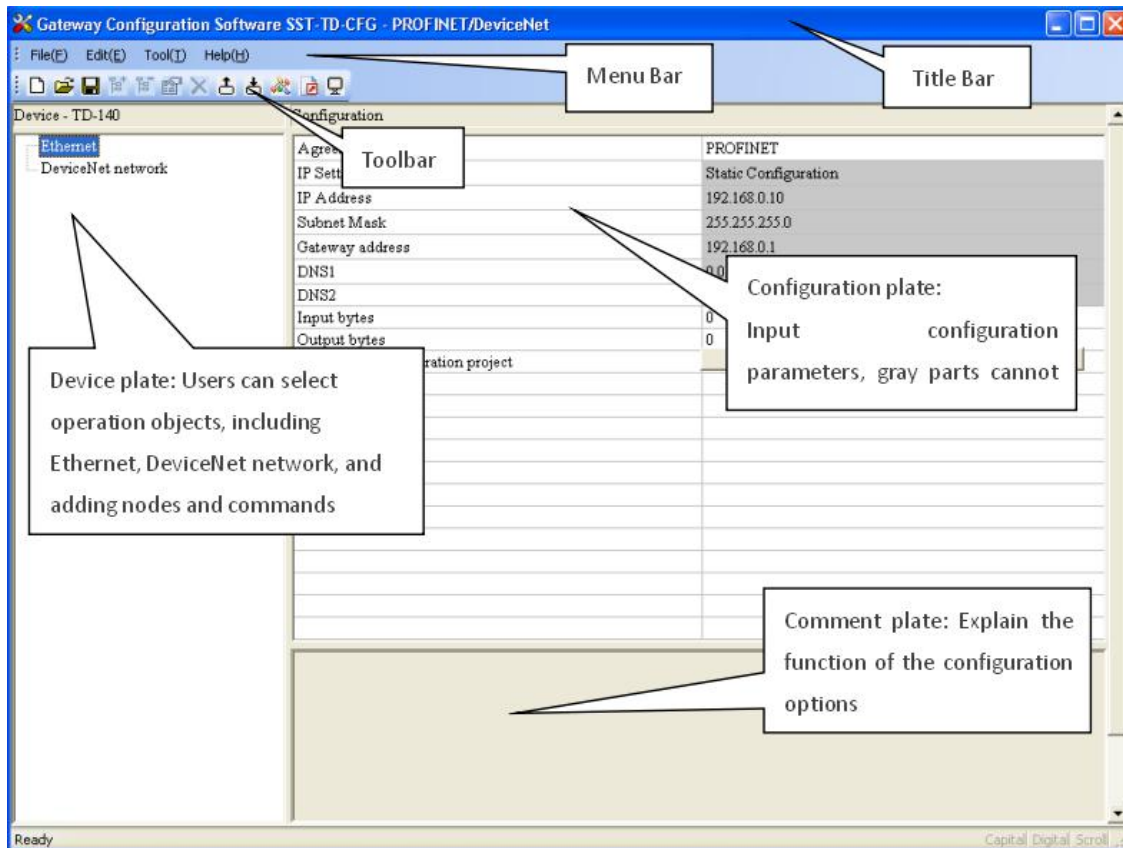 Gateway Configuration Software SST-TD-CFG - PROFINET/DeviceNet
File(F) Edit(E) Tool(T) Help(H)
Menu Bar
Title Bar
Device - TD-140
Configuration
Ethernet
DeviceNet network
Toolbar
PROFINET
IP Static Configuration
IP Address 192.168.0.10
Subnet Mask 255.255.255.0
Gateway address 192.168.0.1
DNS1
DNS2
Input bytes 0
Output bytes 0
project
Configuration plate:
Input configuration
parameters, gray parts cannot
Device plate: Users can select
operation objects, including
Ethernet, DeviceNet network, and
adding nodes and commands
Comment plate: Explain the
function of the configuration
options
Ready
Capital Digital Scroll